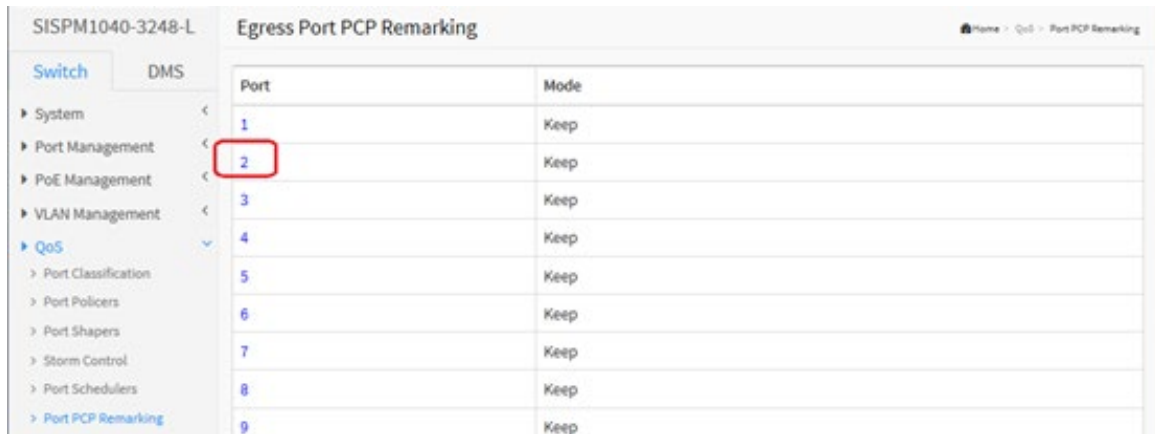 SISPM1040-3248-L
Egress Port PCP Remarking
Home > QoS > Port PCP Remarking
Switch DMS
Port Mode
System
1 Keep
Port Management
2 Keep
PoE Management
3 Keep
VLAN Management
4 Keep
QoS
> Port Classification
5 Keep
> Port Policers
6 Keep
> Port Shapers
7 Keep
> Storm Control
> Port Schedulers
8 Keep
> Port PCP Remarking
9 Keep